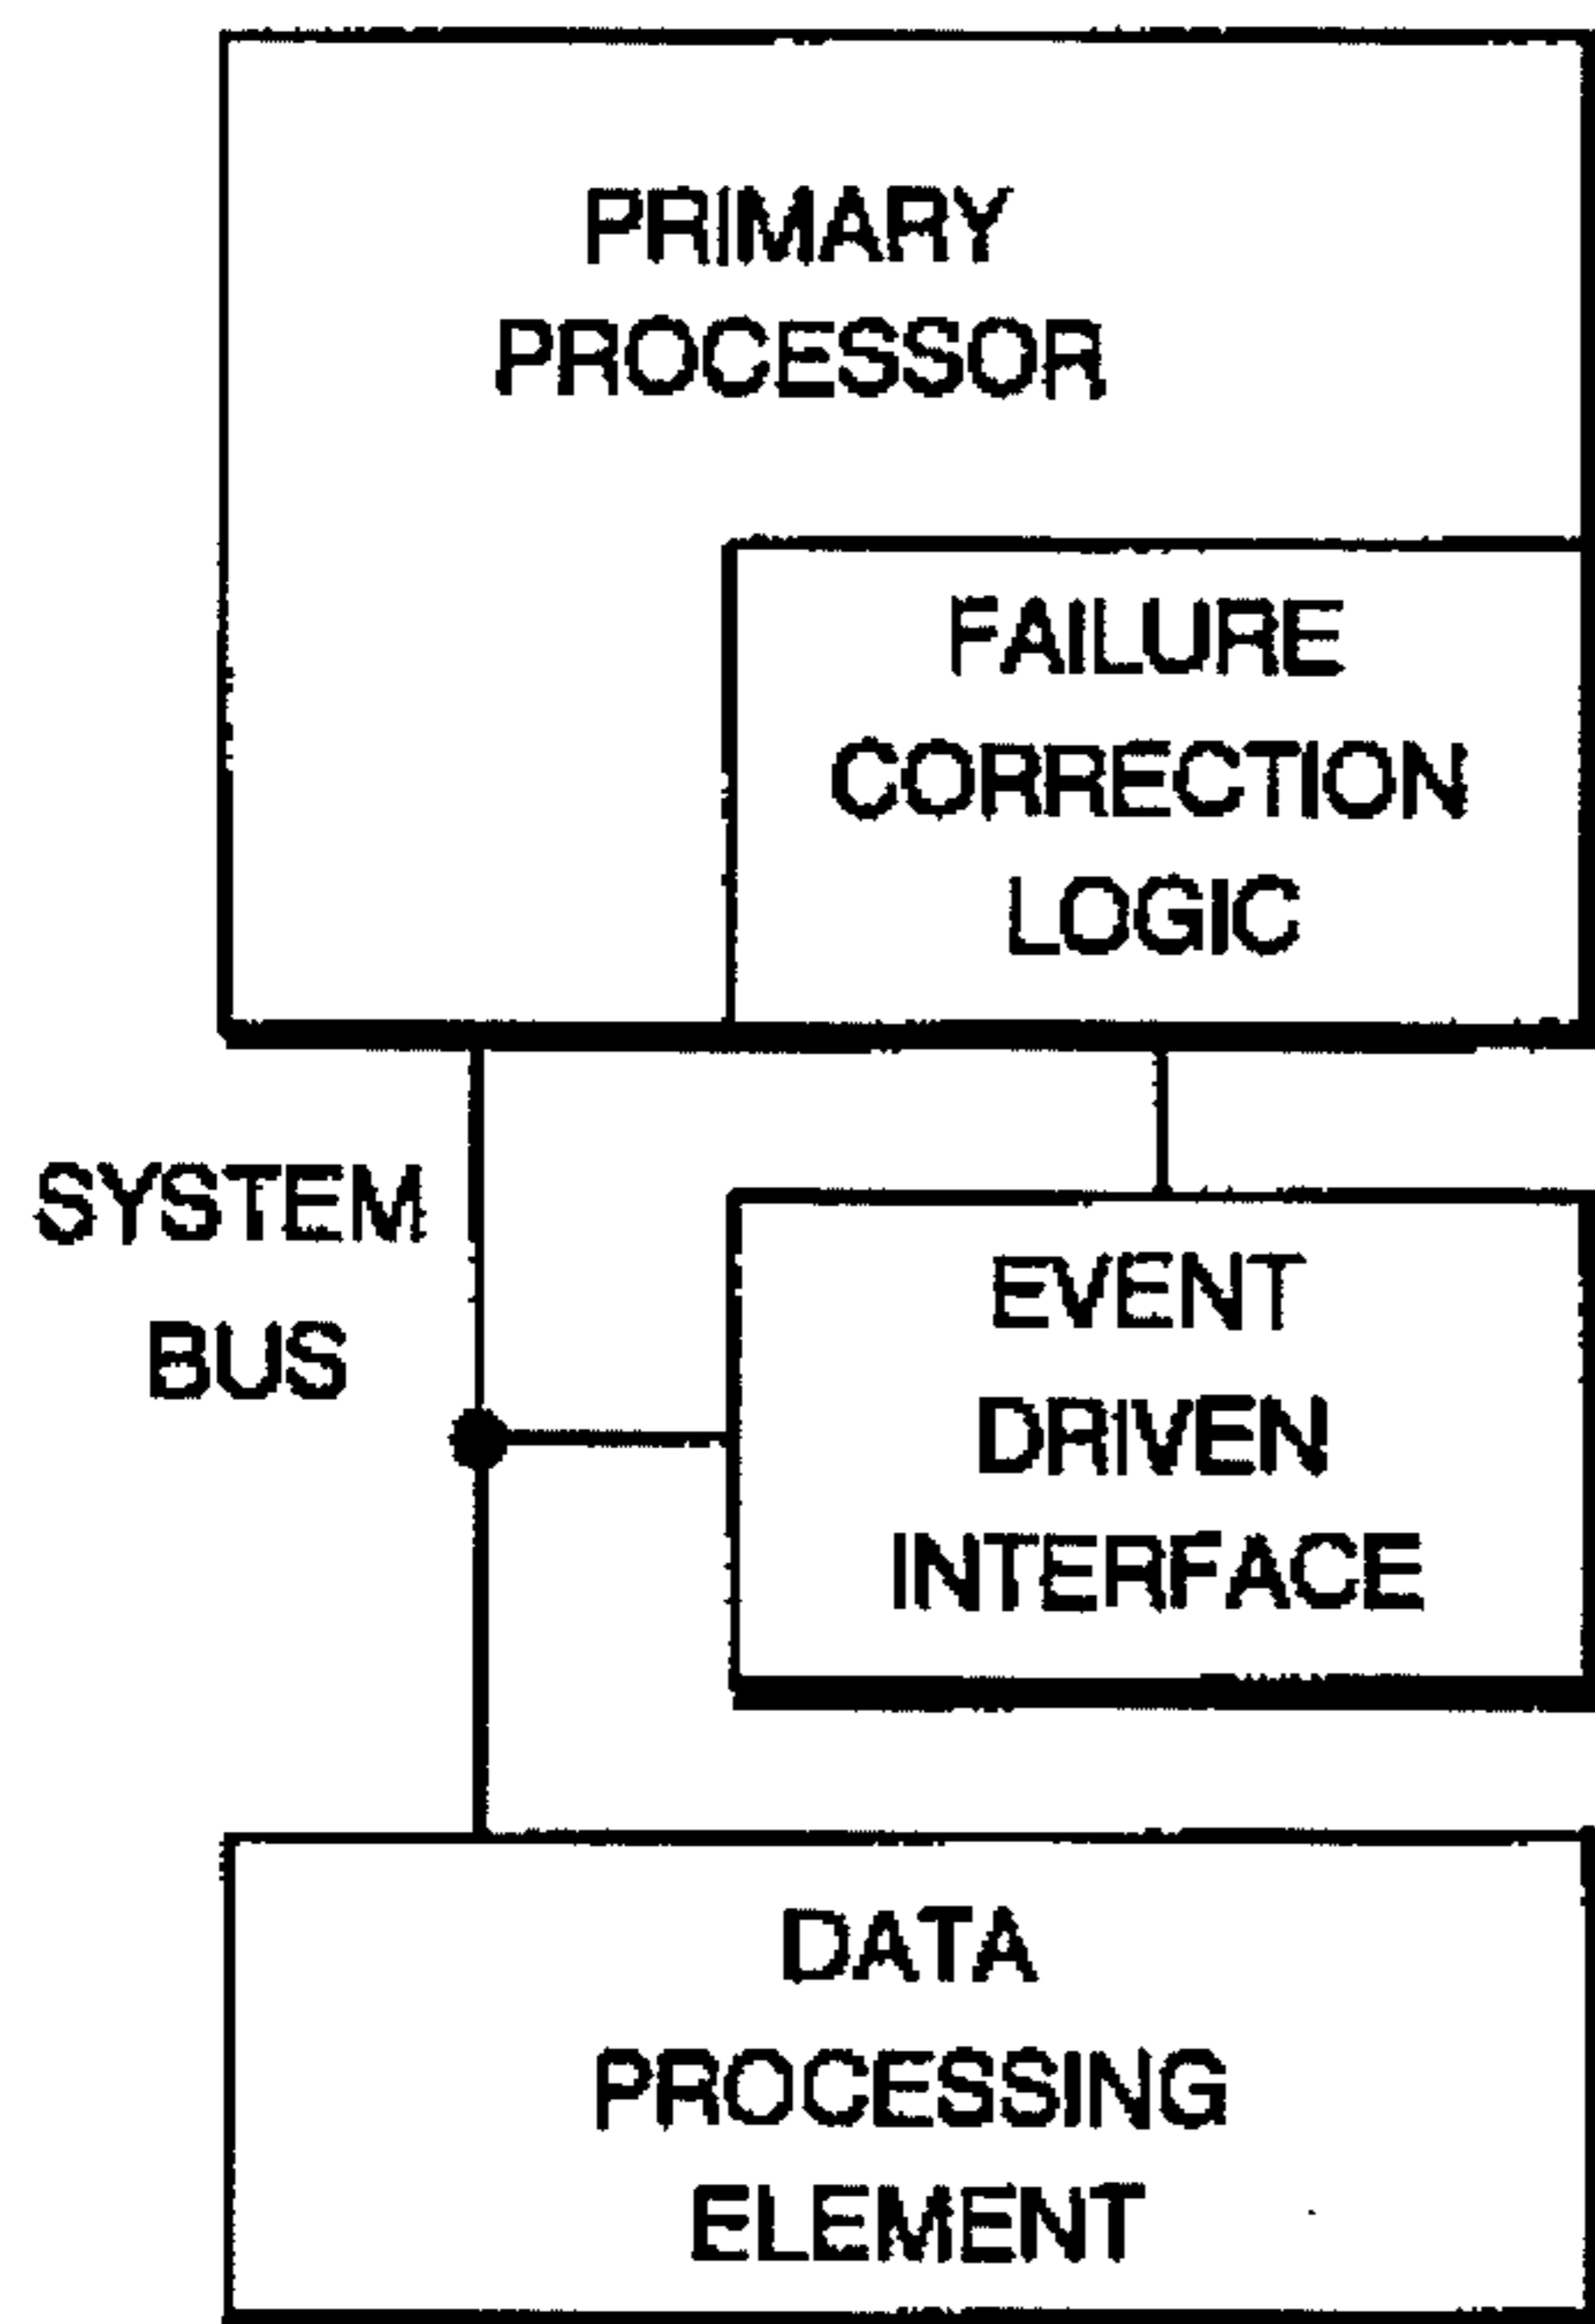 PRIMARY
PROCESSOR
FAILURE
CORRECTION
LOGIC
SYSTEM
BUS
EVENT
DRIVEN
INTERFACE
DATA
PROCESSING
ELEMENT